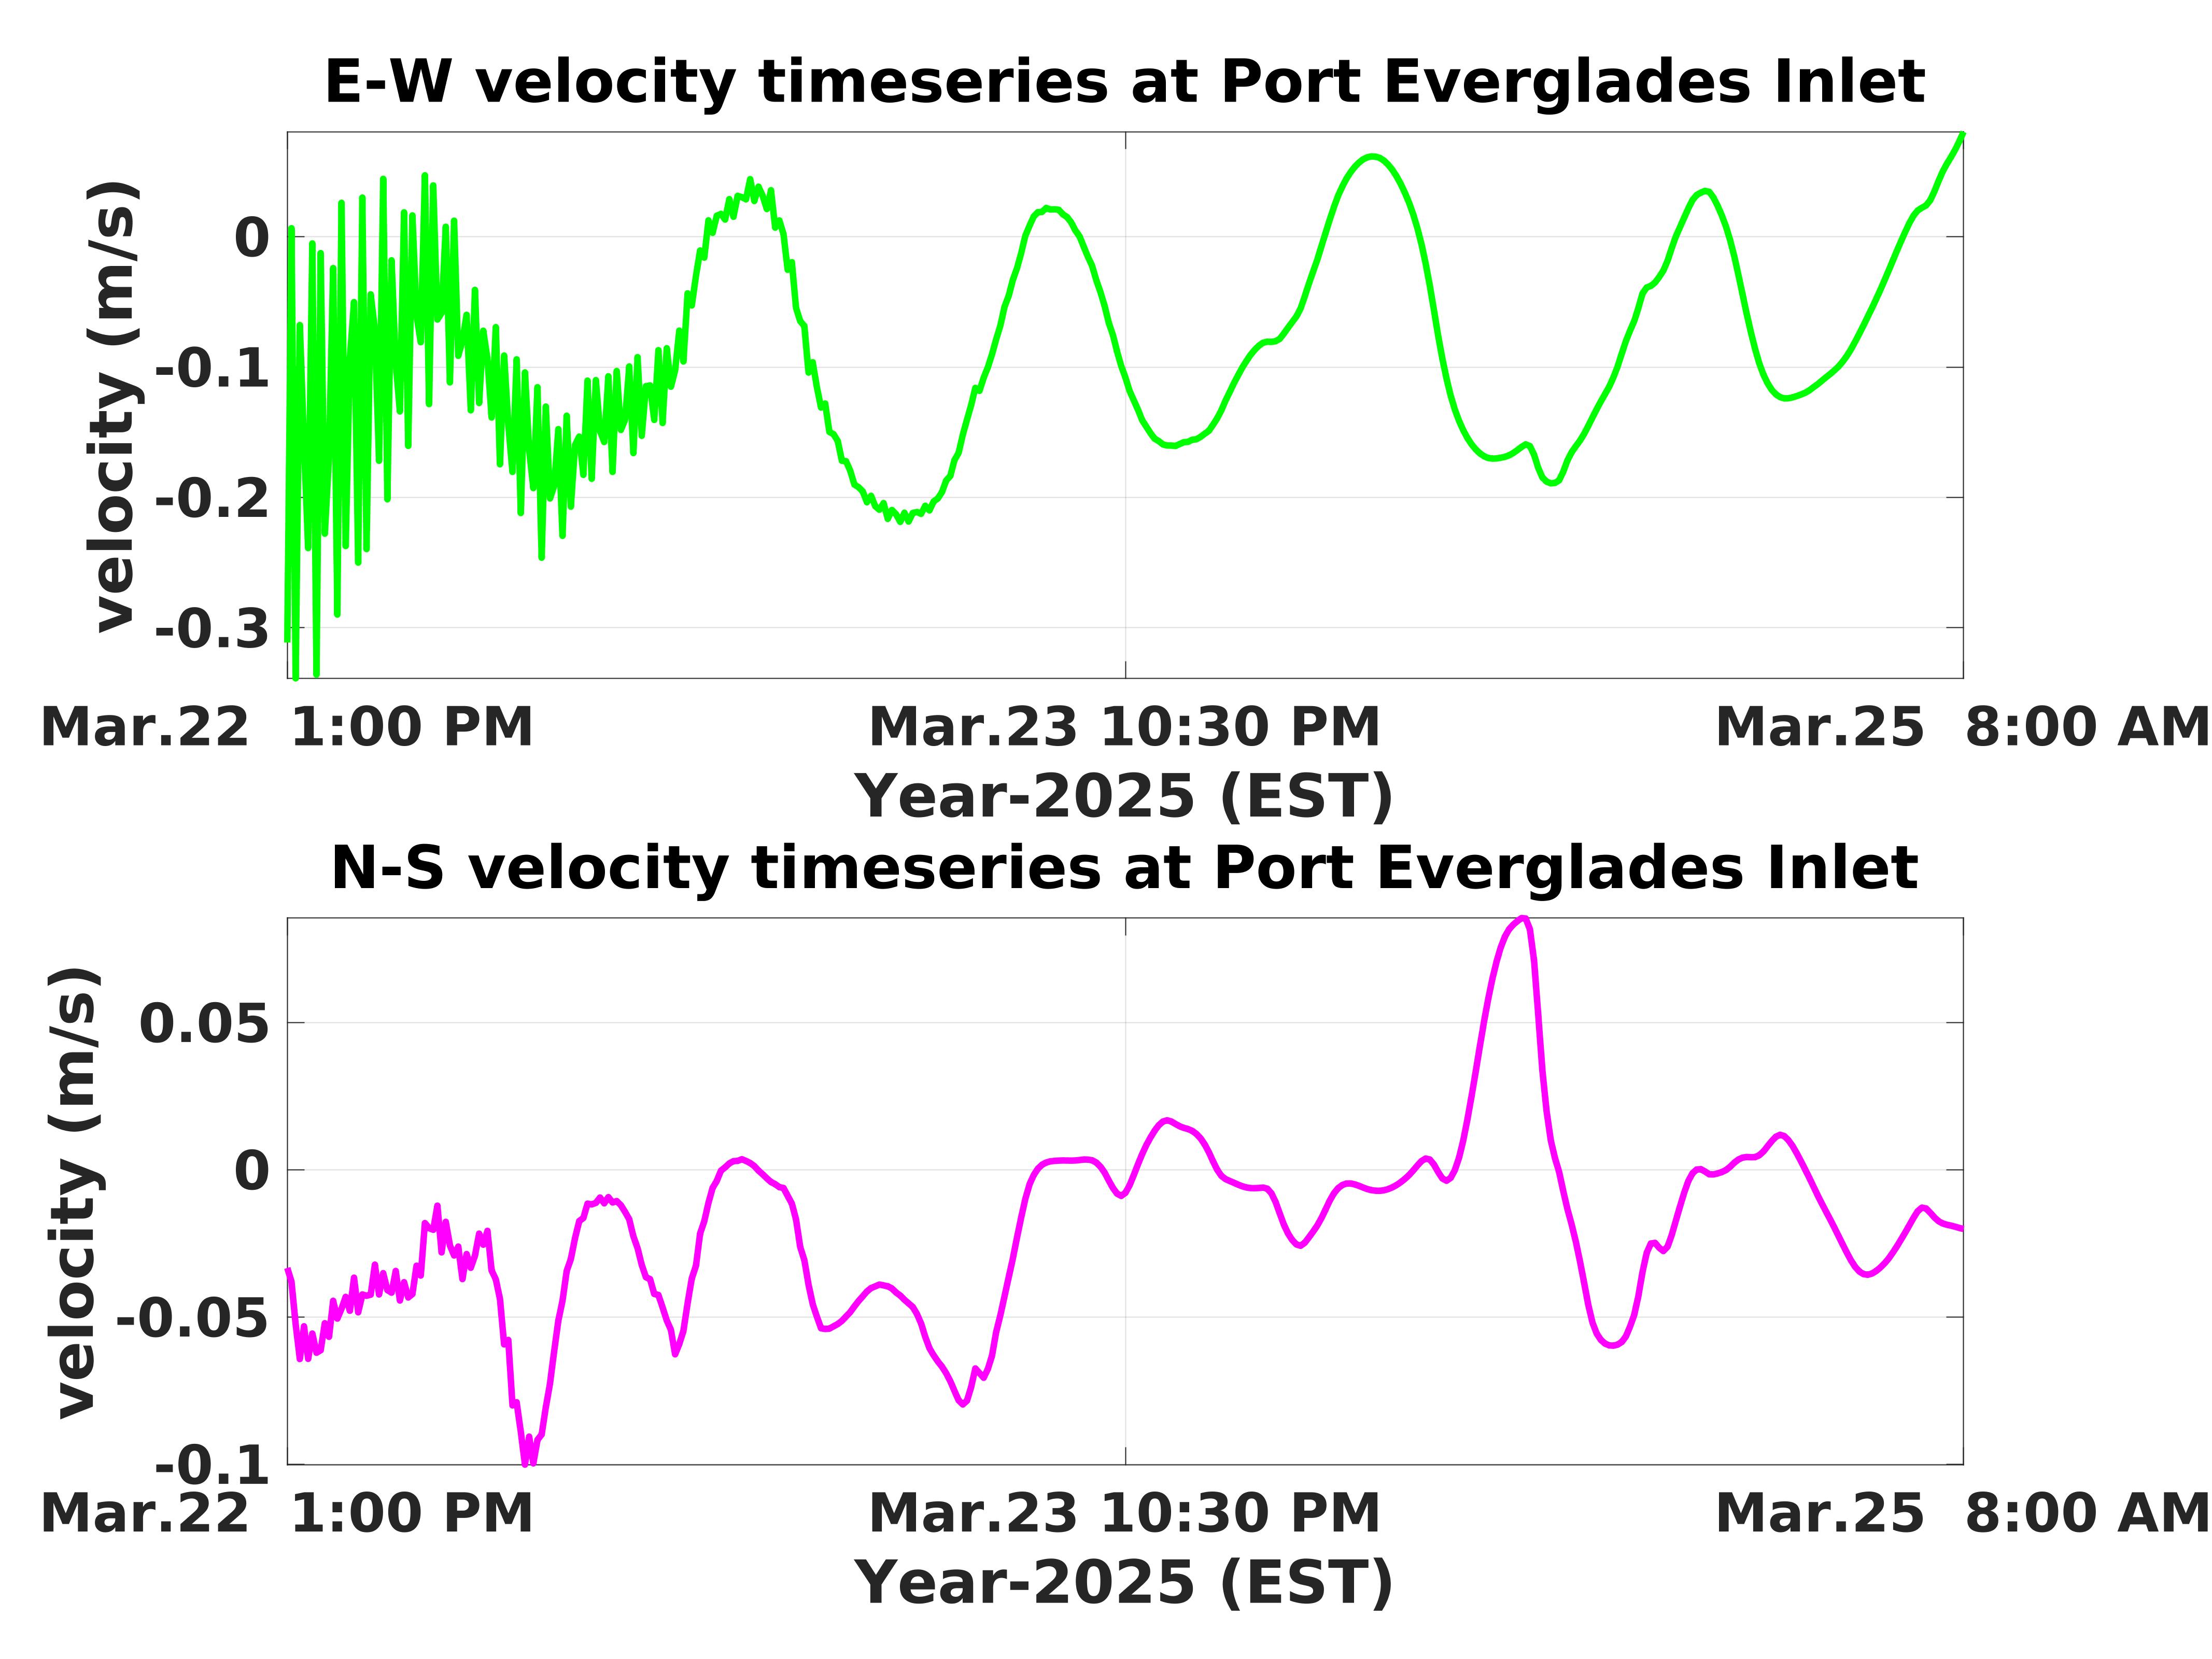 E-W velocity timeseries at Port Everglades Inlet
velocity (m/s)
0
-0.1
-0.2
-0.3
Mar.22 1:00 PM
Mar.23 10:30 PM
Mar.25 8:00 AM
Year-2025 (EST)
N-S velocity timeseries at Port Everglades Inlet
velocity (m/s)
0.05
0
-0.05
-0.1
Mar.22 1:00 PM
Mar.23 10:30 PM
Mar.25 8:00 AM
Year-2025 (EST)